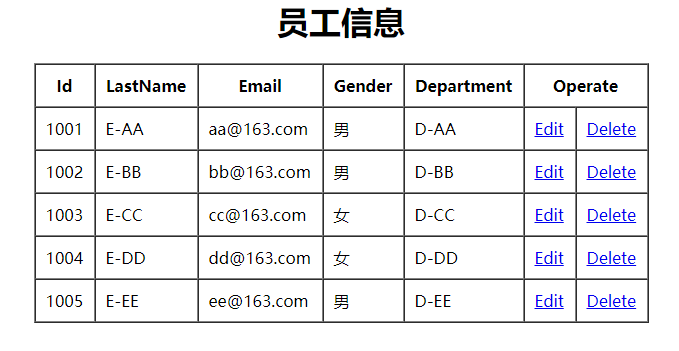 员工信息
Id LastName Email Gender Department Operate
1001 E-AA aa@163.com 男 D-AA Edit Delete
1002 E-BB bb@163.com 男 D-BB Edit Delete
1003 E-CC cc@163.com 女 D-CC Edit Delete
1004 E-DD dd@163.com 女 D-DD Edit Delete
1005 E-EE ee@163.com 男 D-EE Edit Delete